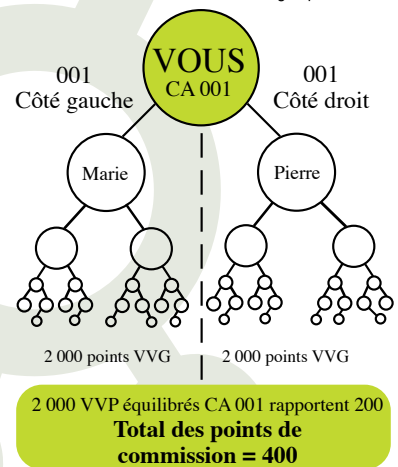 VOUS
CA 001
001
Côté gauche
001
Côté droit
Marie
Pierre
2 000 points VVG
2 000 points VVG
2 000 VVP équilibrés CA 001 rapportent 200
Total des points de
commission = 400